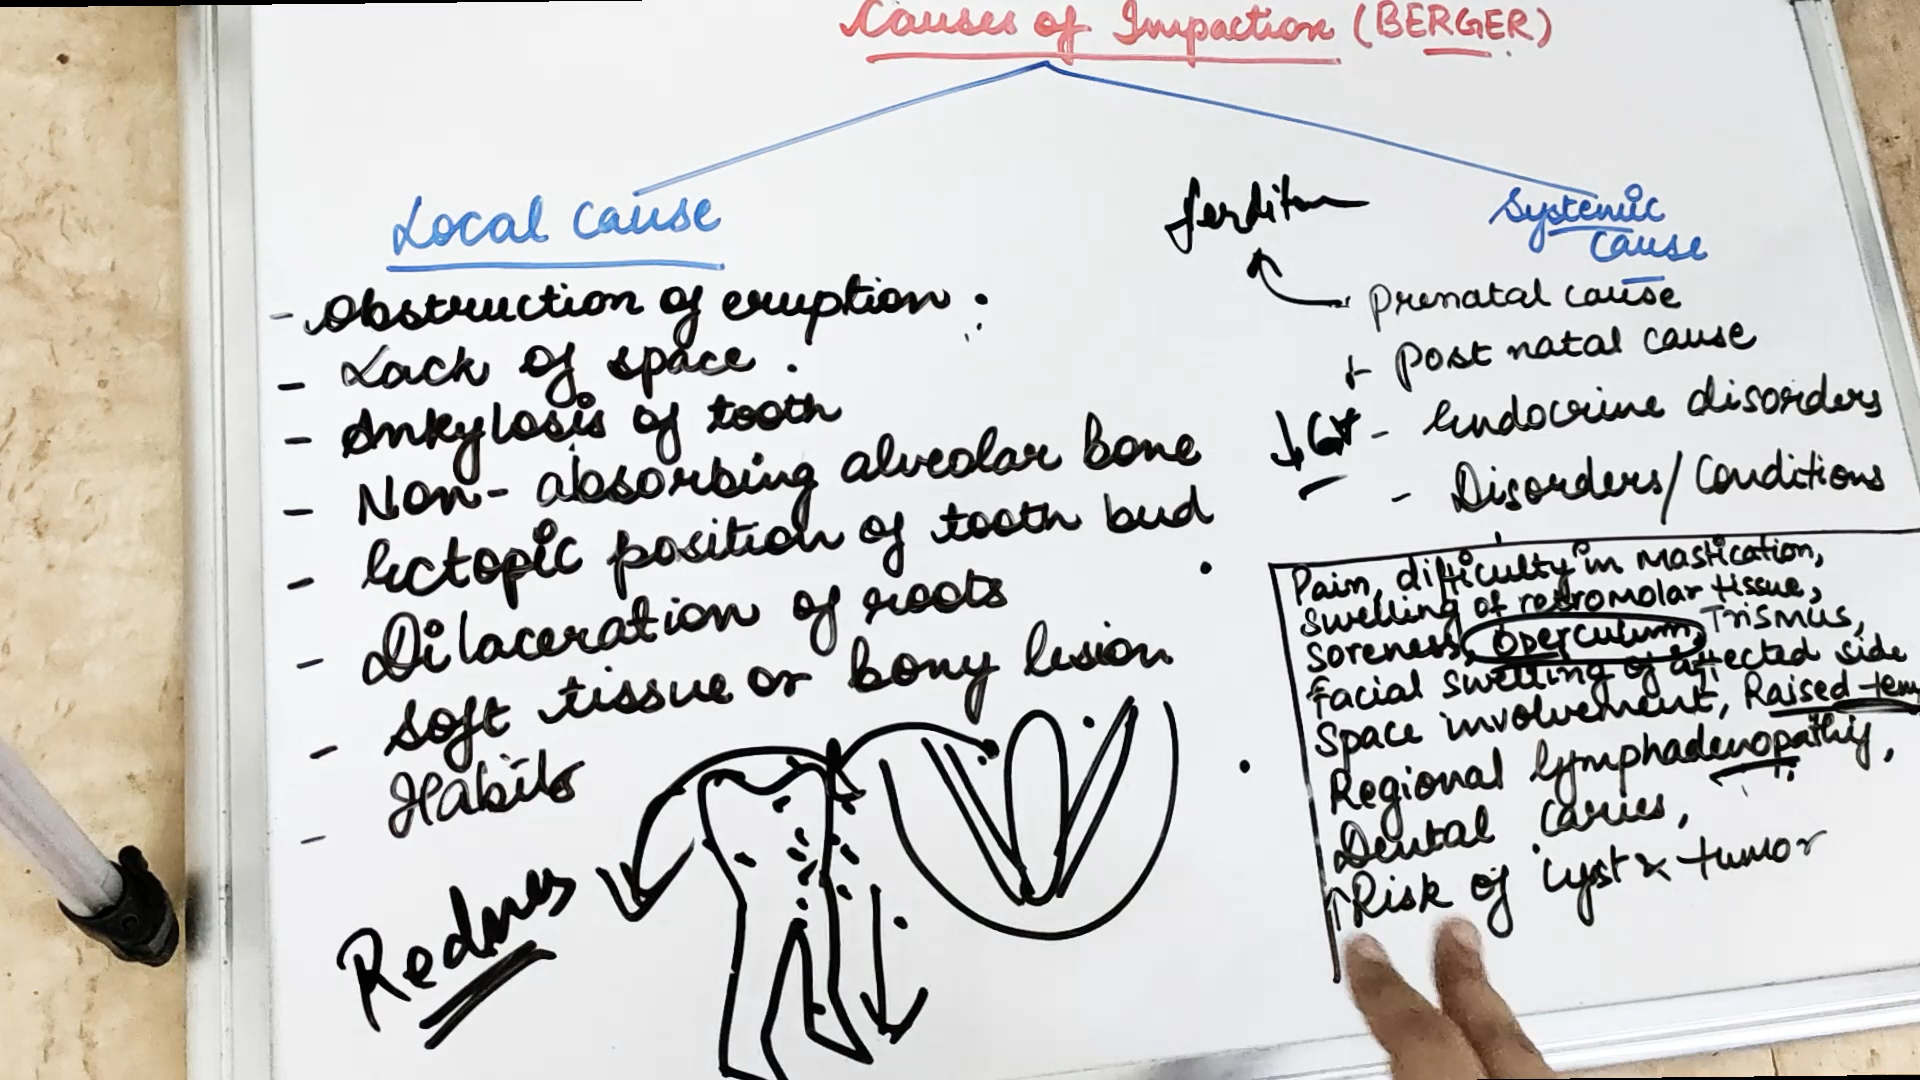 Causes of Impaction (BERGER)
Local cause
- Obstruction of eruption.
- Lack of space.
- Ankylosis of tooth
- Non-absorbing alveolar bone
- Ectopic position of tooth bud
- Dilaceration of roots
- Soft tissue or bony lesion
- Habits
Redness
Systemic
cause
- Prenatal cause
- Post natal cause
- Endocrine disorders
- Disorders/Conditions
Pain, difficulty in mastication,
swelling of retromolar tissue,
soreness, operculum, Trismus,
facial swelling of affected side
Space involvement, Raised tem
Regional lymphadenopathy,
Dental caries,
↑Risk of cyst & tumor